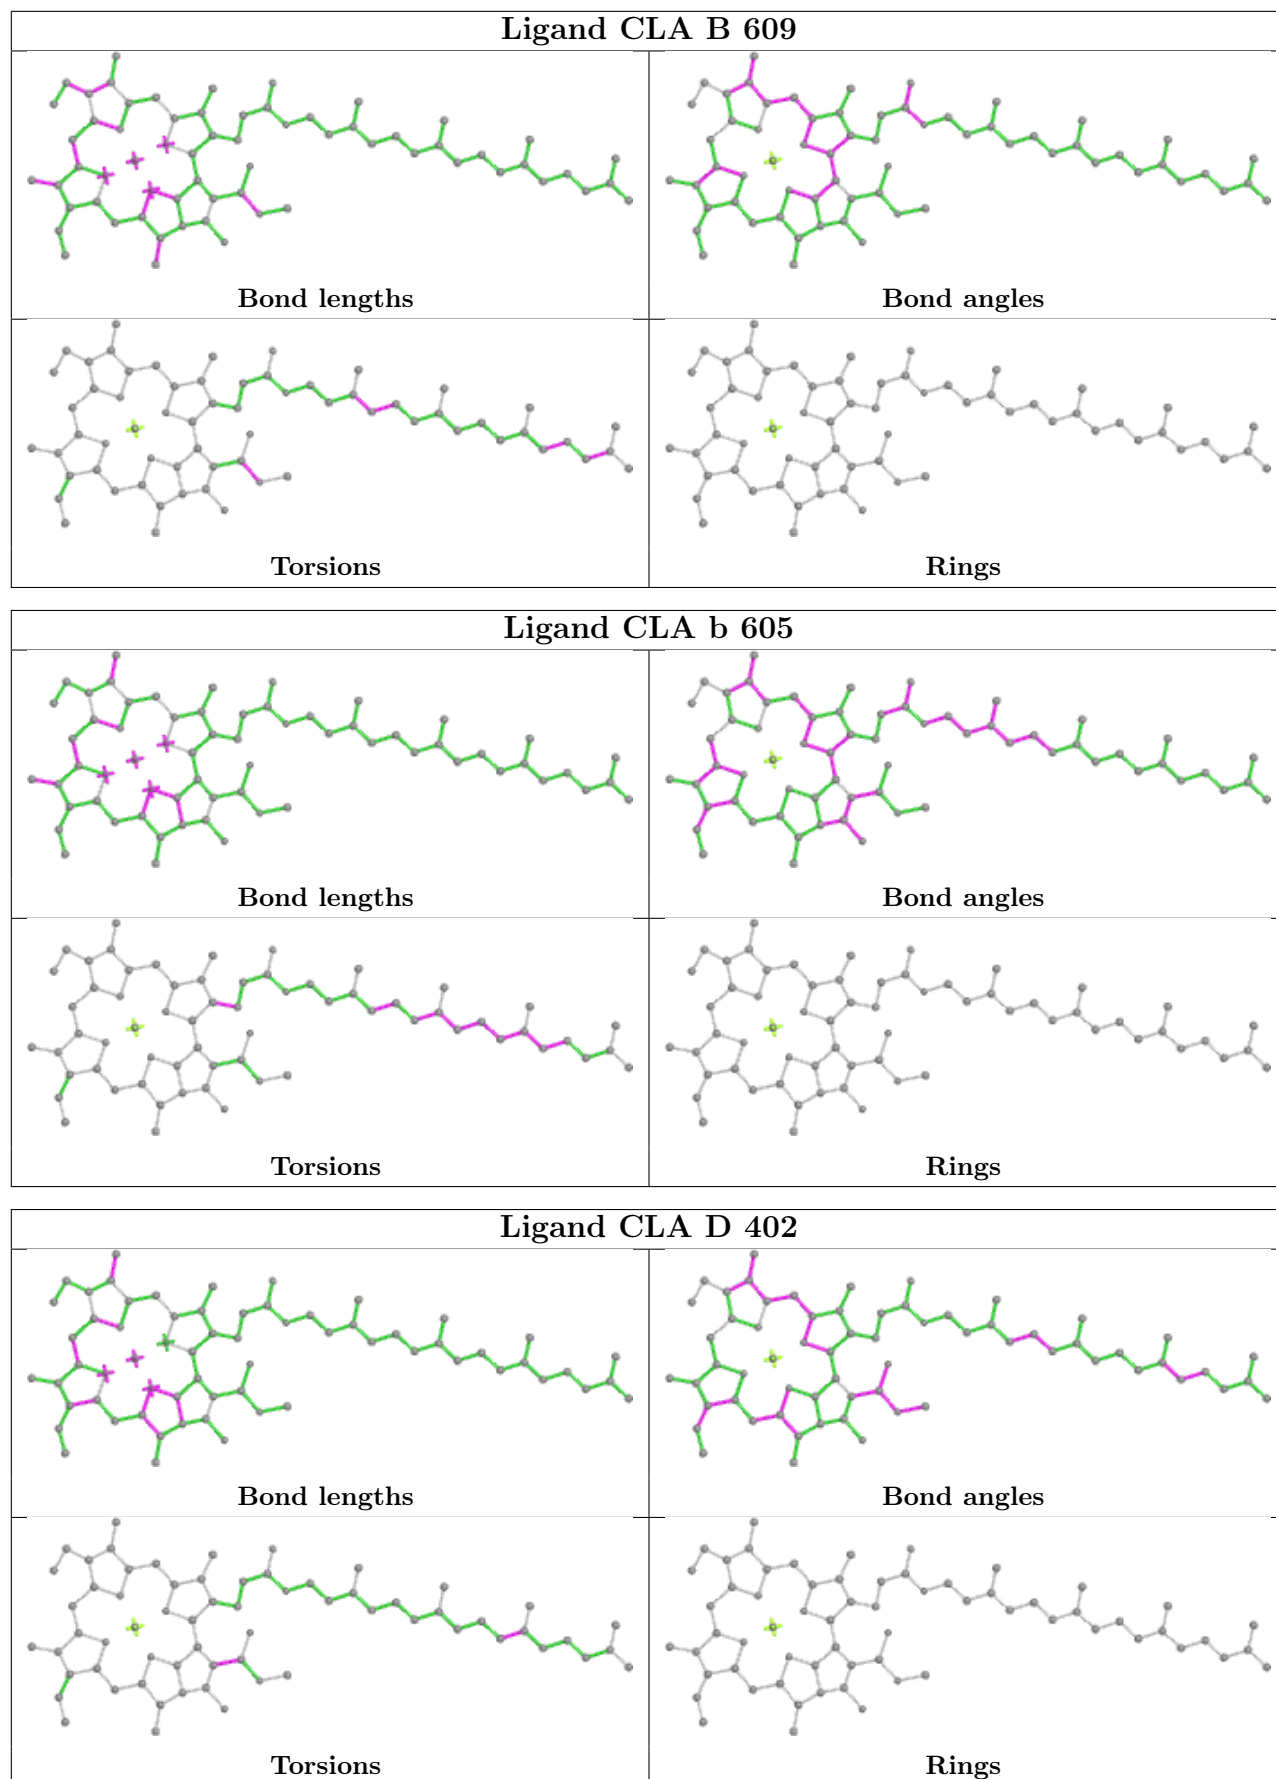 Ligand CLA B 609
Bond lengths
Bond angles
Torsions
Rings
Ligand CLA b 605
Bond lengths
Bond angles
Torsions
Rings
Ligand CLA D 402
Bond lengths
Bond angles
Torsions
Rings